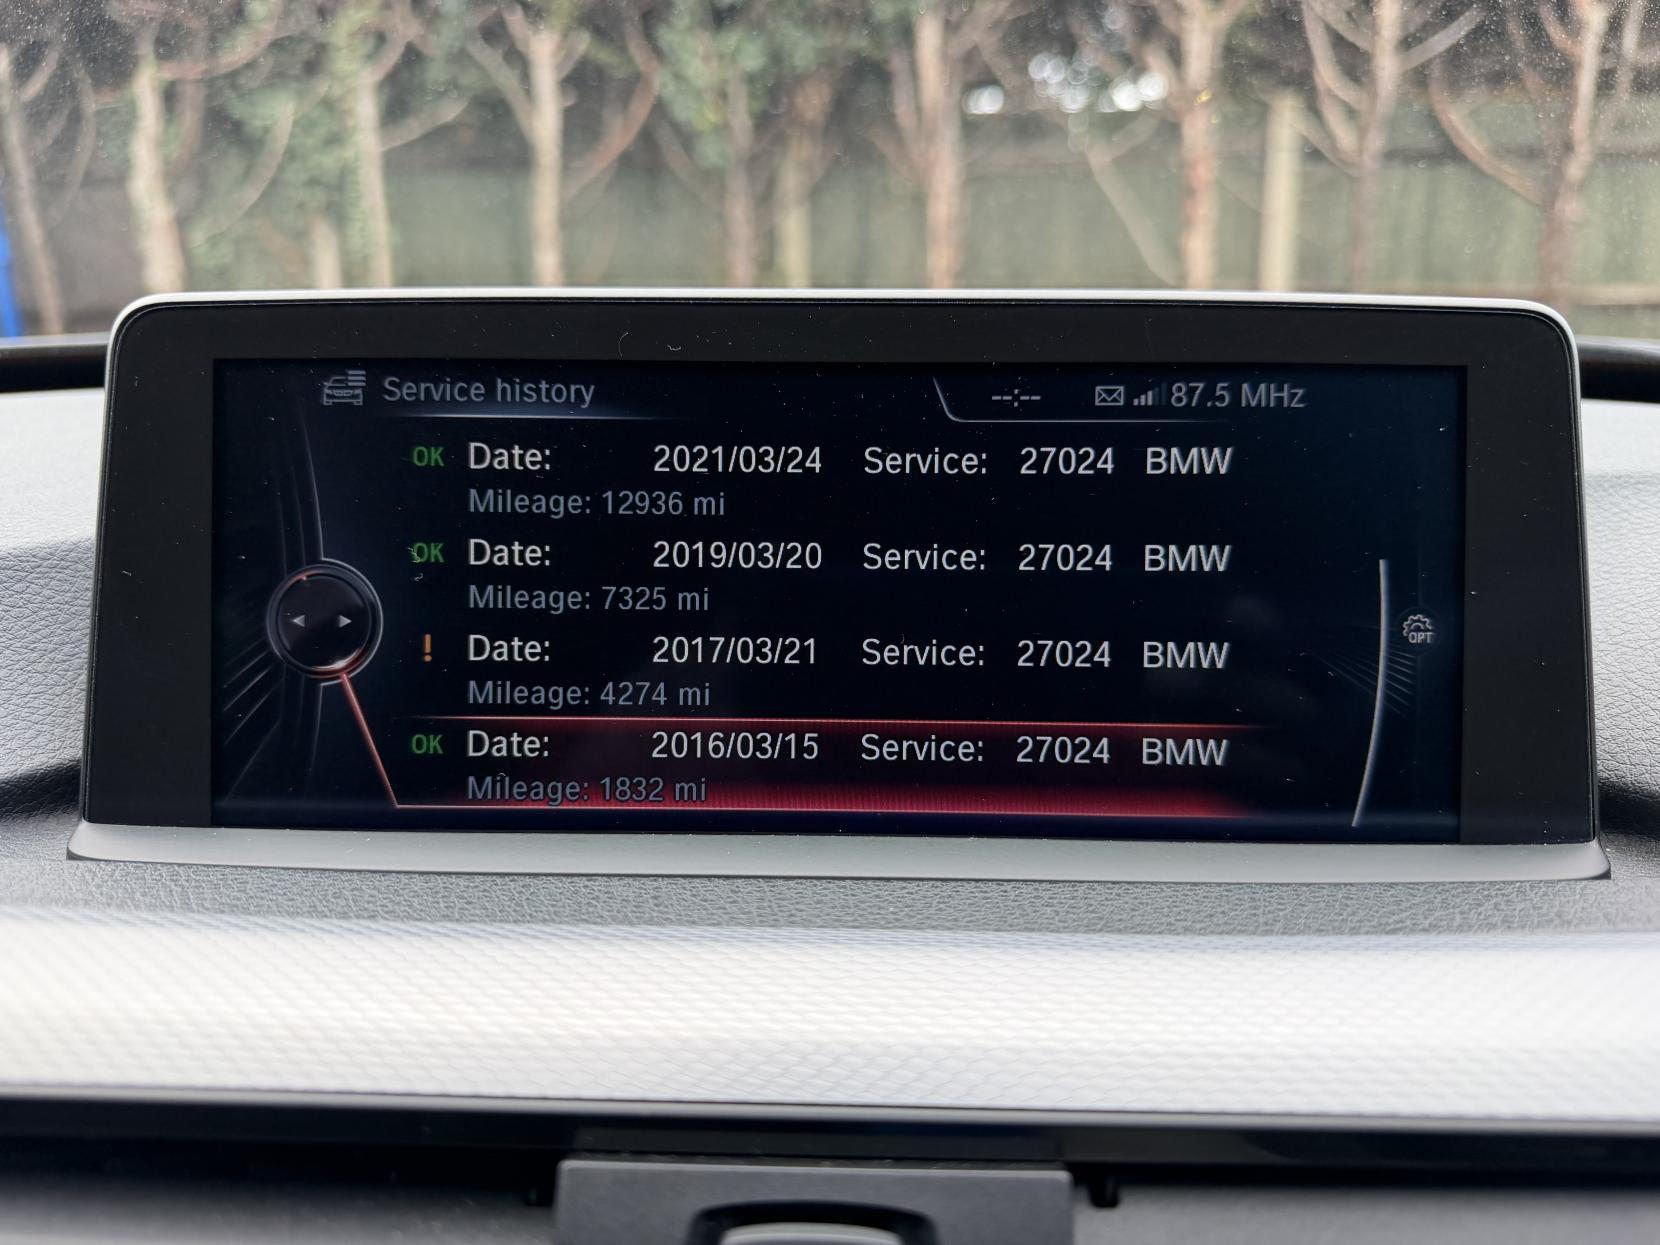 Service history --:-- 87.5 MHz
OK Date: 2021/03/24 Service: 27024 BMW
Mileage: 12936 mi
OK Date: 2019/03/20 Service: 27024 BMW
Mileage: 7325 mi
! Date: 2017/03/21 Service: 27024 BMW
Mileage: 4274 mi
OK Date: 2016/03/15 Service: 27024 BMW
Mileage: 1832 mi
OPT